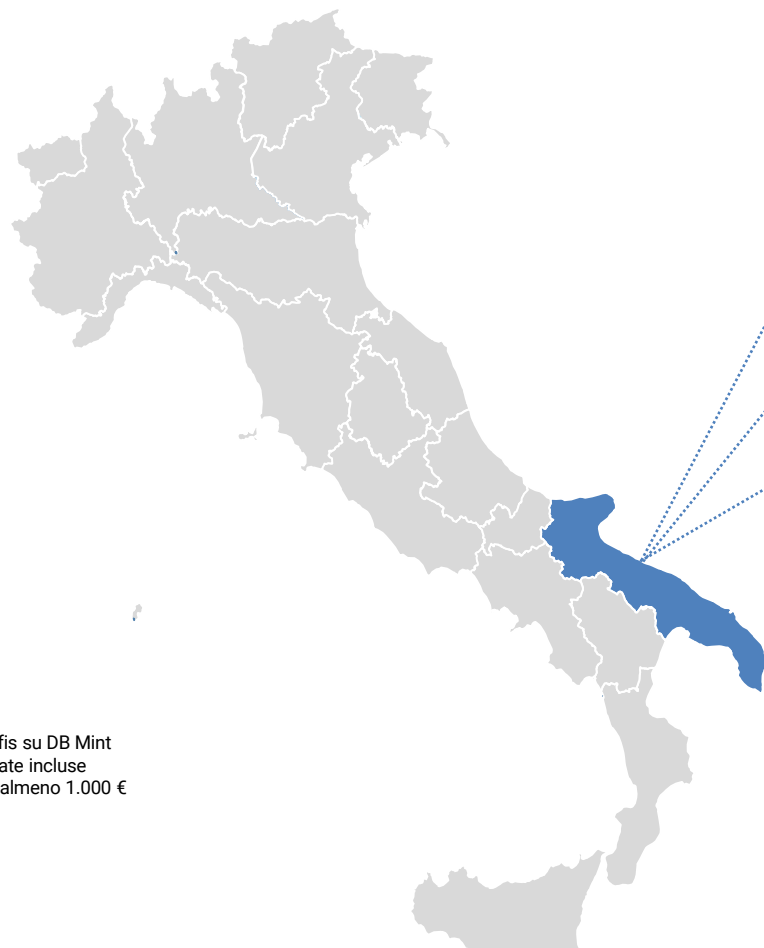 fis su DB Mint
ate incluse
almeno 1.000 €